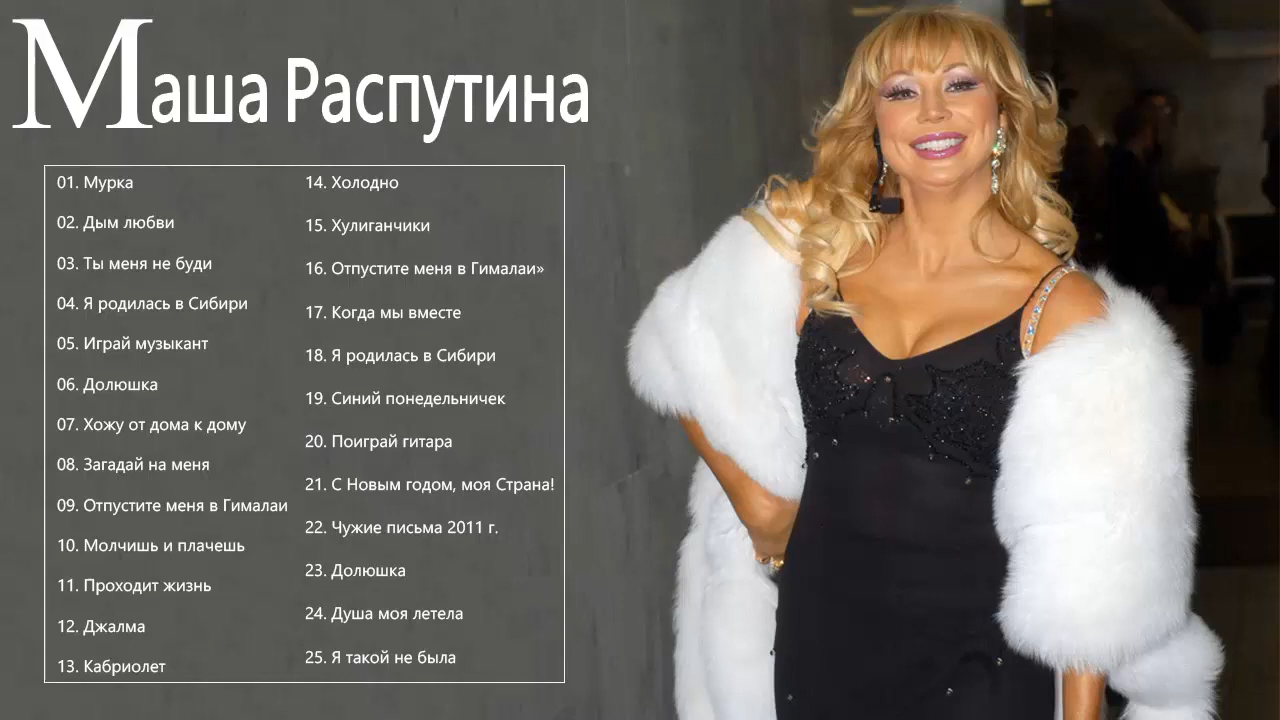 Маша Распутина
01. Мурка
02. Дым любви
03. Ты меня не буди
04. Я родилась в Сибири
05. Играй музыкант
06. Долюшка
07. Хожу от дома к дому
08. Загадай на меня
09. Отпустите меня в Гималаи
10. Молчишь и плачешь
11. Проходит жизнь
12. Джалма
13. Кабриолет
14. Холодно
15. Хулиганчики
16. Отпустите меня в Гималаи»
17. Когда мы вместе
18. Я родилась в Сибири
19. Синий понедельничек
20. Поиграй гитара
21. С Новым годом, моя Страна!
22. Чужие письма 2011 г.
23. Долюшка
24. Душа моя летела
25. Я такой не была